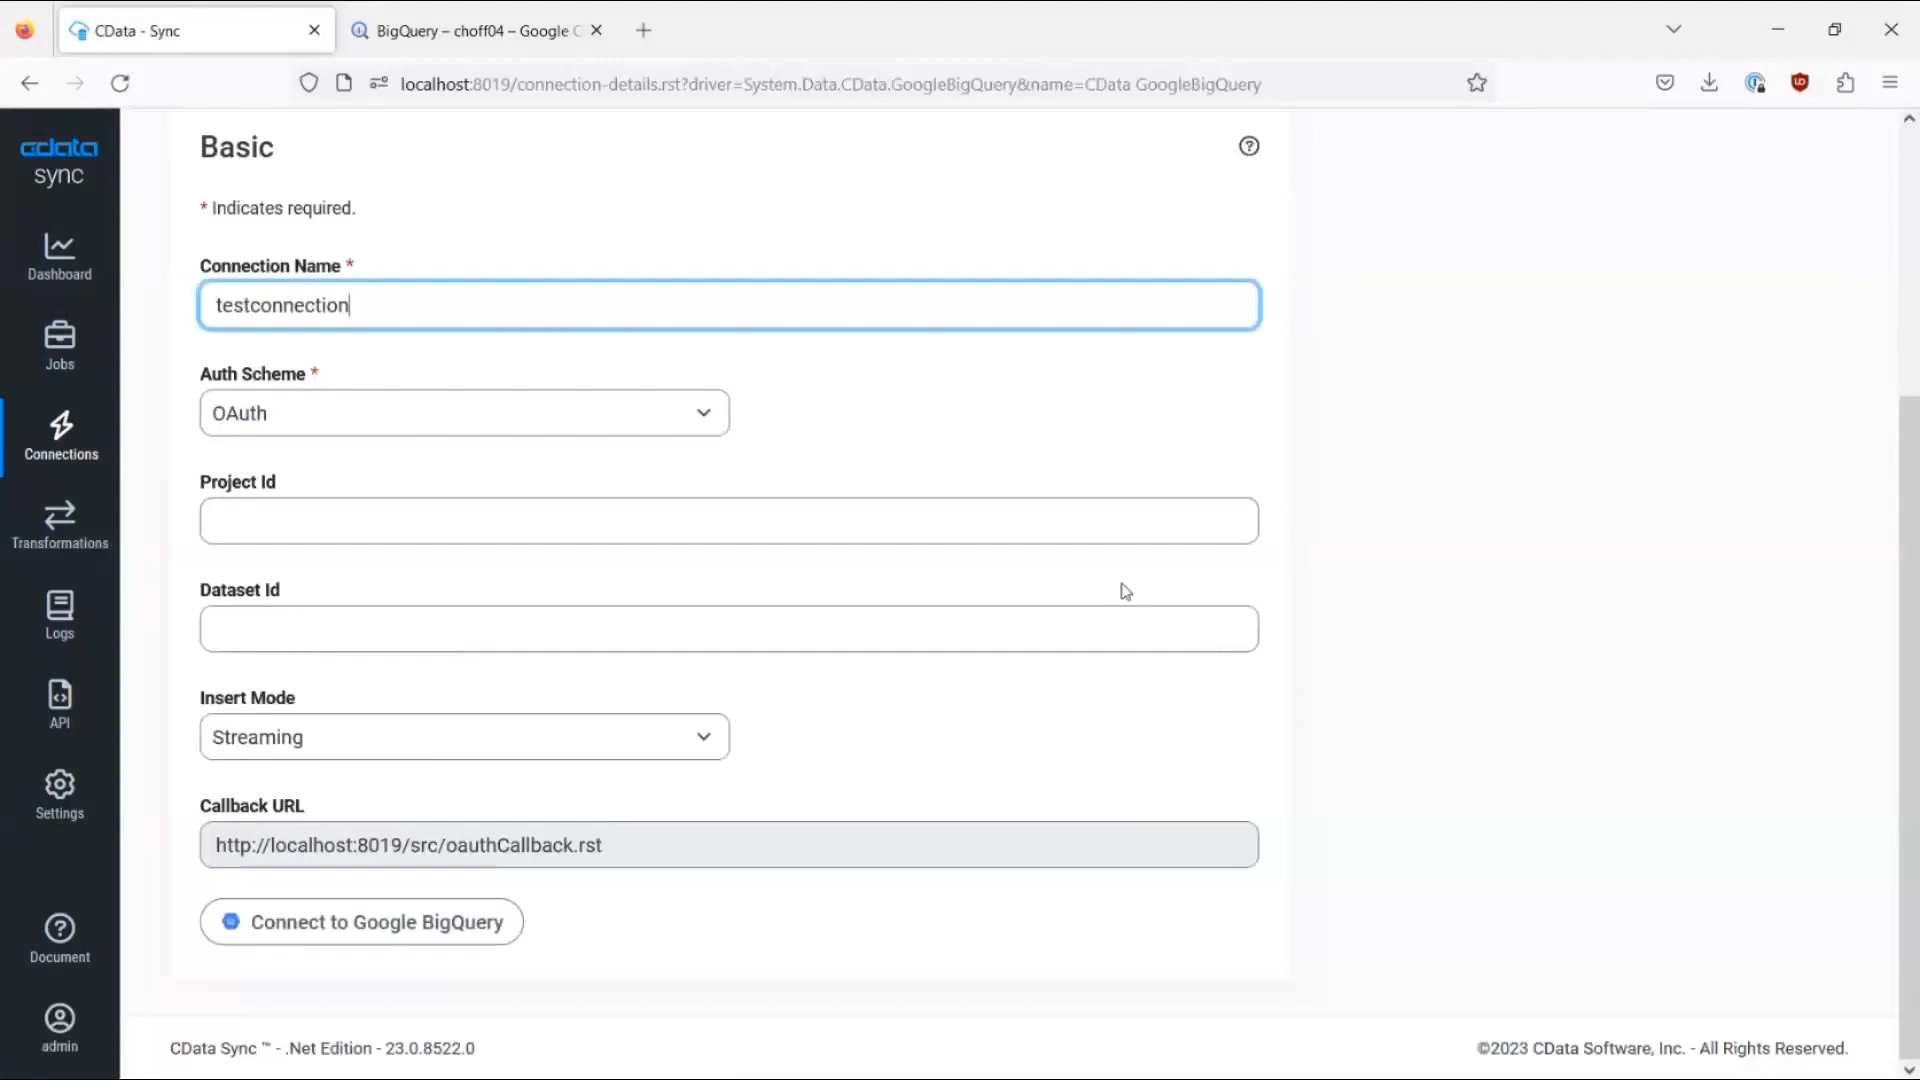 CData - Sync
BigQuery – choff04 – Google C
localhost:8019/connection-details.rst?driver=System.Data.CData.GoogleBigQuery&name=CData GoogleBigQuery
cdata
sync
Dashboard
Jobs
Connections
Transformations
Logs
API
Settings
Document
admin
Basic
* Indicates required.
Connection Name *
testconnection
Auth Scheme *
OAuth
Project Id
Dataset Id
Insert Mode
Streaming
Callback URL
http://localhost:8019/src/oauthCallback.rst
Connect to Google BigQuery
CData Sync ™ - .Net Edition - 23.0.8522.0
©2023 CData Software, Inc. - All Rights Reserved.